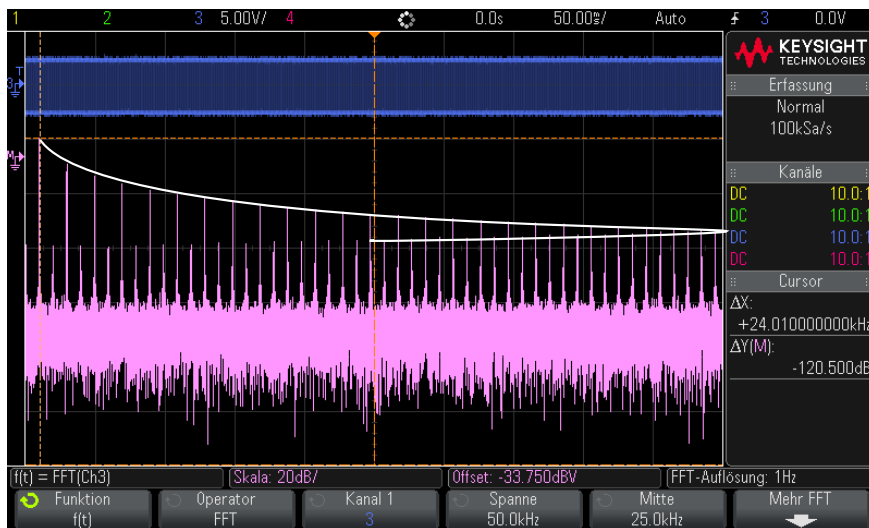 1 2 3 5.00V/ 4 0.0s 50.00ms/ Auto 3 0.0V
KEYSIGHT
TECHNOLOGIES
T
3
M
Erfassung
Normal
100kSa/s
Kanäle
DC 10.0:1
DC 10.0:1
DC 10.0:1
DC 10.0:1
Cursor
ΔX:
+24.010000000kHz
ΔY(M):
-120.500dB
f(t) = FFT(Ch3) Skala: 20dB/ Offset: -33.750dBV FFT-Auflösung: 1Hz
Funktion Operator Kanal 1 Spanne Mitte Mehr FFT
f(t) FFT 3 50.0kHz 25.0kHz